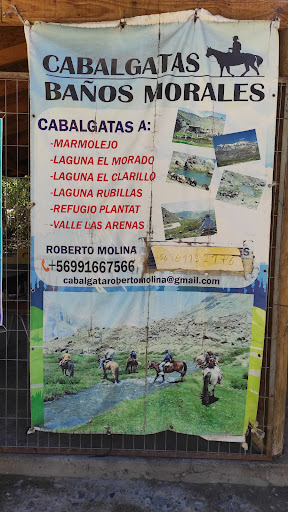 CABALGATAS
BAÑOS MORALES
CABALGATAS A:
-MARMOLEJO
-LAGUNA EL MORADO
-LAGUNA EL CLARILLO
-LAGUNA RUBILLAS
-REFUGIO PLANTAT
-VALLE LAS ARENAS
ROBERTO MOLINA
+56991667566
cabalgatarobertomolina@gmail.com